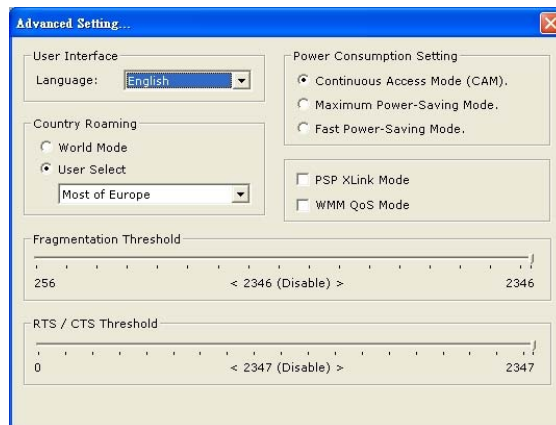 Advanced Setting...
User Interface
Language: English
Country Roaming
World Mode
User Select
Most of Europe
Power Consumption Setting
Continuous Access Mode (CAM).
Maximum Power-Saving Mode.
Fast Power-Saving Mode.
PSP XLink Mode
WMM QoS Mode
Fragmentation Threshold
256 < 2346 (Disable) > 2346
RTS / CTS Threshold
0 < 2347 (Disable) > 2347